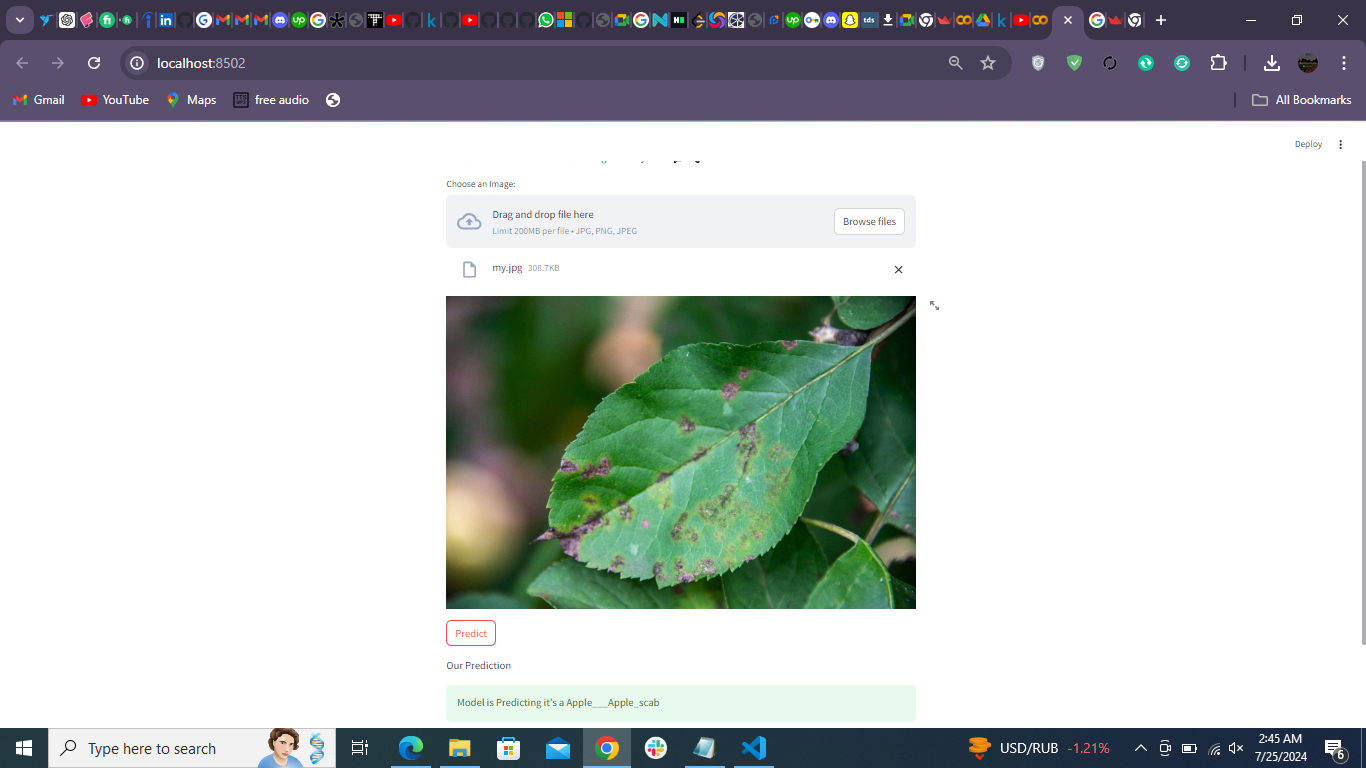 localhost:8502
Gmail
YouTube
Maps
free audio
All Bookmarks
Deploy
Choose an Image:
Drag and drop file here
Limit 200MB per file • JPG, PNG, JPEG
Browse files
my.jpg 308.7KB
Predict
Our Prediction
Model is Predicting it's a Apple___Apple_scab
Type here to search
USD/RUB -1.21%
2:45 AM
7/25/2024
6